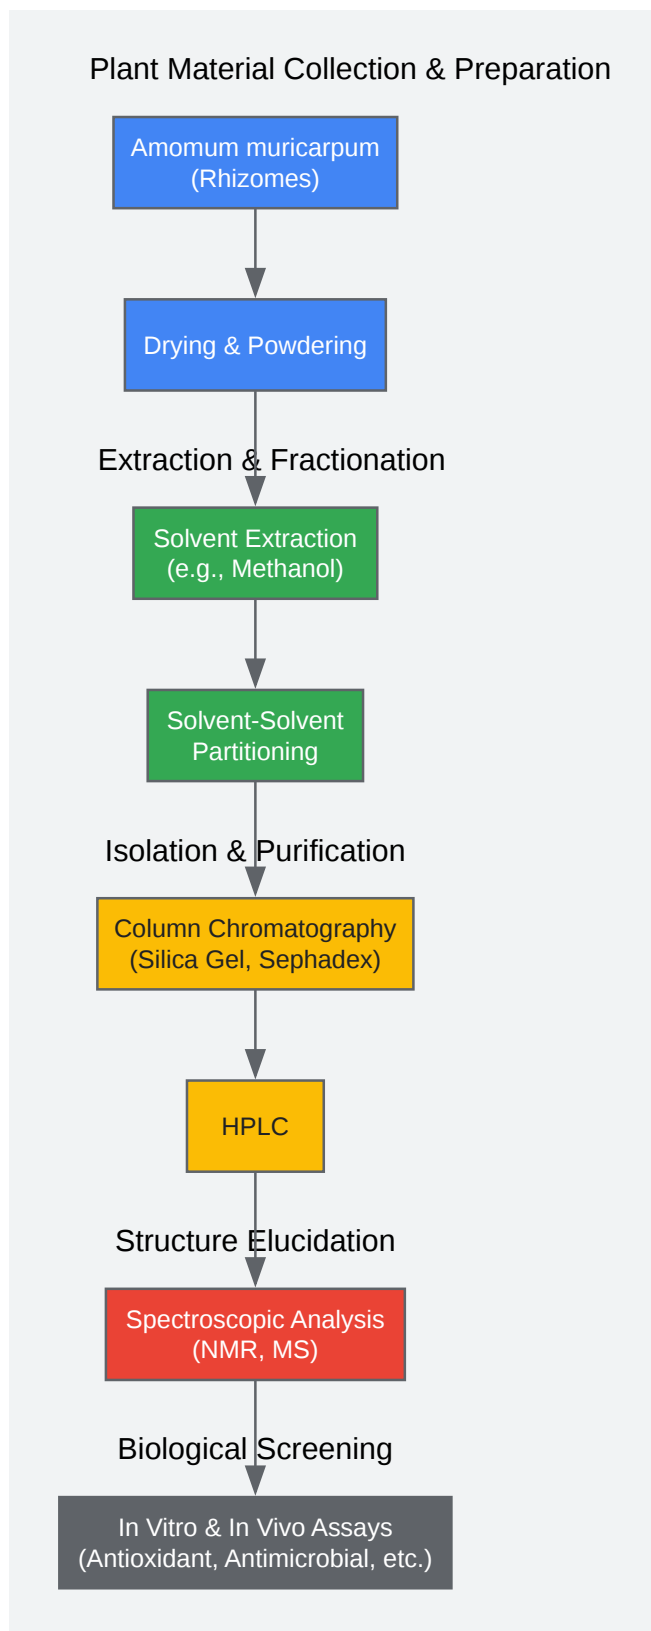 Plant Material Collection & Preparation
Amomum muricarpum
(Rhizomes)
Drying & Powdering
Extraction & Fractionation
Solvent Extraction
(e.g., Methanol)
Solvent-Solvent
Partitioning
Isolation & Purification
Column Chromatography
(Silica Gel, Sephadex)
HPLC
Structure Elucidation
Spectroscopic Analysis
(NMR, MS)
Biological Screening
In Vitro & In Vivo Assays
(Antioxidant, Antimicrobial, etc.)